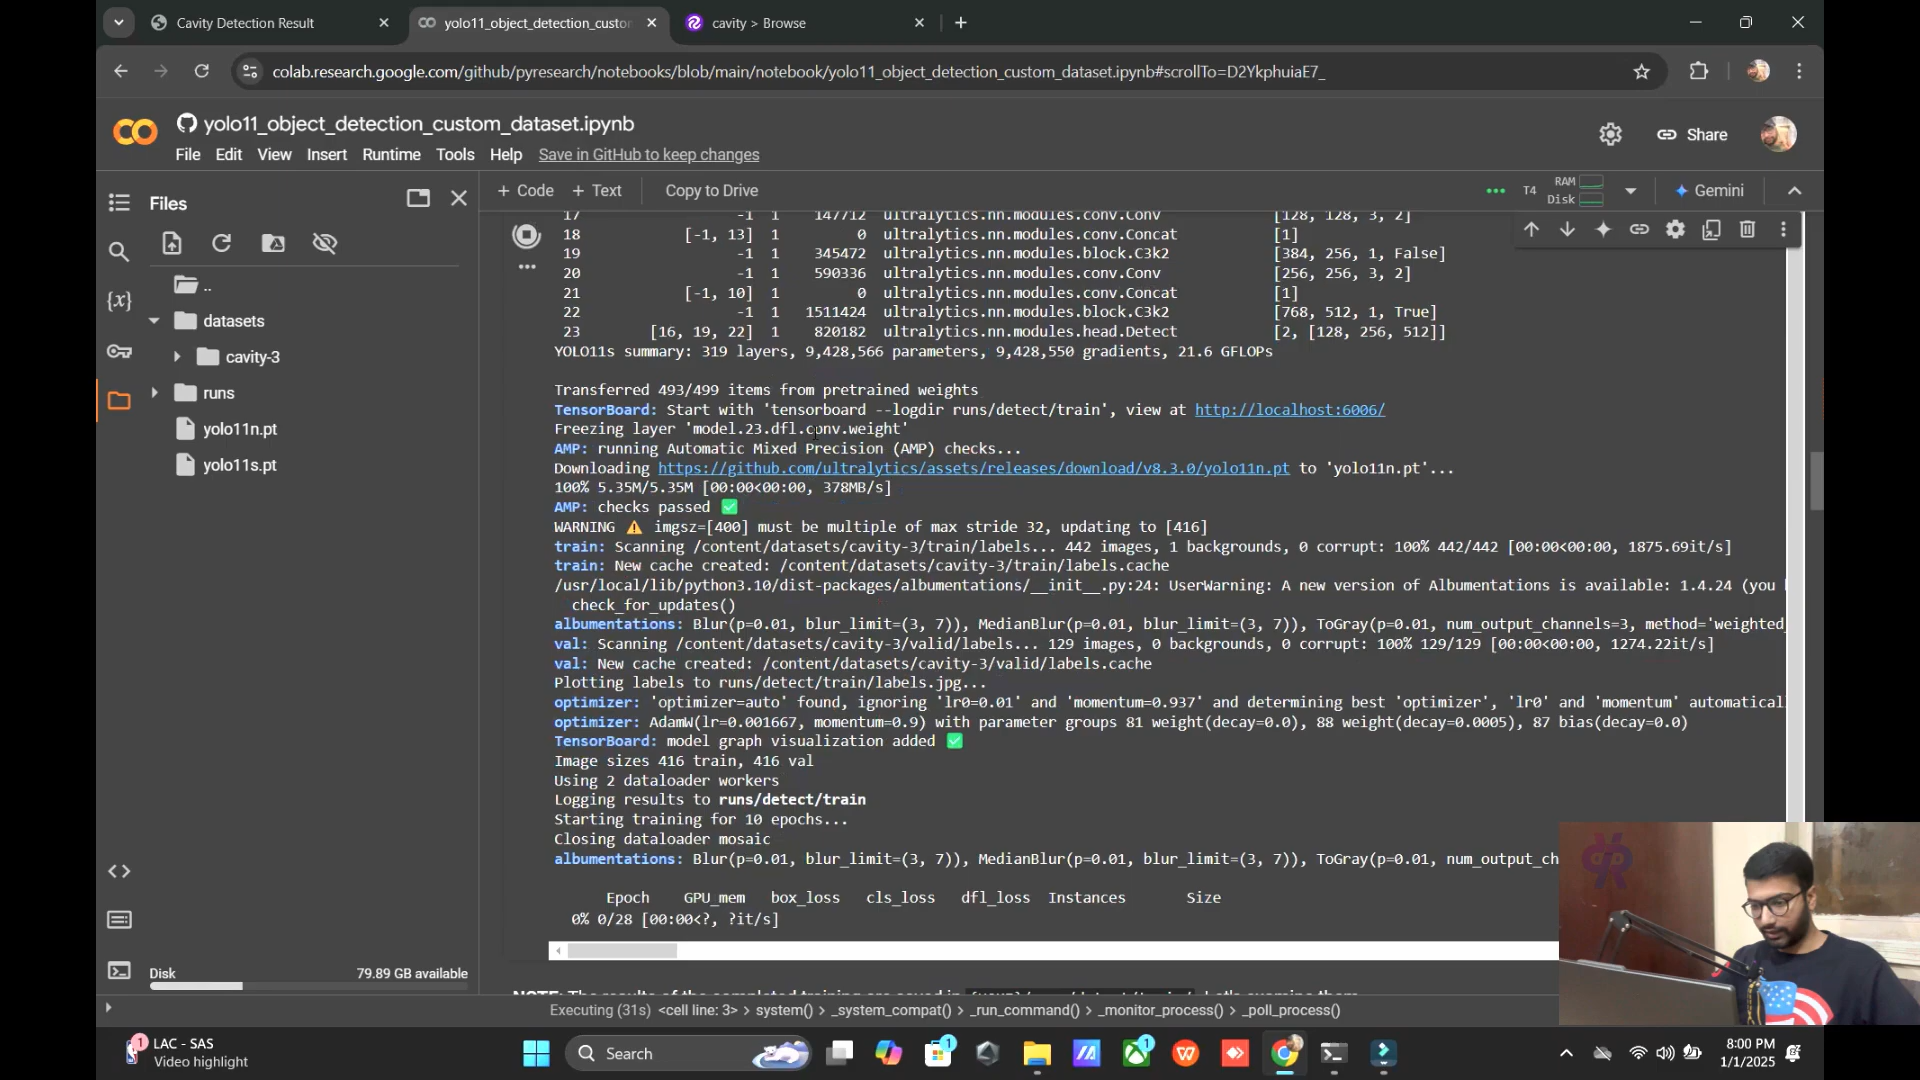 Cavity Detection Result
yolo11_object_detection_custo
cavity > Browse
colab.research.google.com/github/pyresearch/notebooks/blob/main/notebook/yolo11_object_detection_custom_dataset.ipynb#scrollTo=D2YkphuiaE7_
yolo11_object_detection_custom_dataset.ipynb
Share
File Edit View Insert Runtime Tools Help Save in GitHub to keep changes
Files
+ Code + Text Copy to Drive
T4 RAM Disk Gemini
..
datasets
cavity-3
runs
yolo11n.pt
yolo11s.pt
17 -1 1 147712 ultralytics.nn.modules.conv.Conv [128, 128, 3, 2]
18 [-1, 13] 1 0 ultralytics.nn.modules.conv.Concat [1]
19 -1 1 345472 ultralytics.nn.modules.block.C3k2 [384, 256, 1, False]
20 -1 1 590336 ultralytics.nn.modules.conv.Conv [256, 256, 3, 2]
21 [-1, 10] 1 0 ultralytics.nn.modules.conv.Concat [1]
22 -1 1 1511424 ultralytics.nn.modules.block.C3k2 [768, 512, 1, True]
23 [16, 19, 22] 1 820182 ultralytics.nn.modules.head.Detect [2, [128, 256, 512]]
YOLO11s summary: 319 layers, 9,428,566 parameters, 9,428,550 gradients, 21.6 GFLOPs
Transferred 493/499 items from pretrained weights
TensorBoard: Start with 'tensorboard --logdir runs/detect/train', view at http://localhost:6006/
Freezing layer 'model.23.dfl.conv.weight'
AMP: running Automatic Mixed Precision (AMP) checks...
Downloading https://github.com/ultralytics/assets/releases/download/v8.3.0/yolo11n.pt to 'yolo11n.pt'...
100% 5.35M/5.35M [00:00<00:00, 378MB/s]
AMP: checks passed ✅
WARNING ⚠️ imgsz=[400] must be multiple of max stride 32, updating to [416]
train: Scanning /content/datasets/cavity-3/train/labels... 442 images, 1 backgrounds, 0 corrupt: 100% 442/442 [00:00<00:00, 1875.69it/s]
train: New cache created: /content/datasets/cavity-3/train/labels.cache
/usr/local/lib/python3.10/dist-packages/albumentations/__init__.py:24: UserWarning: A new version of Albumentations is available: 1.4.24 (you
check_for_updates()
albumentations: Blur(p=0.01, blur_limit=(3, 7)), MedianBlur(p=0.01, blur_limit=(3, 7)), ToGray(p=0.01, num_output_channels=3, method='weighted_
val: Scanning /content/datasets/cavity-3/valid/labels... 129 images, 0 backgrounds, 0 corrupt: 100% 129/129 [00:00<00:00, 1274.22it/s]
val: New cache created: /content/datasets/cavity-3/valid/labels.cache
Plotting labels to runs/detect/train/labels.jpg...
optimizer: 'optimizer=auto' found, ignoring 'lr0=0.01' and 'momentum=0.937' and determining best 'optimizer', 'lr0' and 'momentum' automatical
optimizer: AdamW(lr=0.001667, momentum=0.9) with parameter groups 81 weight(decay=0.0), 88 weight(decay=0.0005), 87 bias(decay=0.0)
TensorBoard: model graph visualization added ✅
Image sizes 416 train, 416 val
Using 2 dataloader workers
Logging results to runs/detect/train
Starting training for 10 epochs...
Closing dataloader mosaic
albumentations: Blur(p=0.01, blur_limit=(3, 7)), MedianBlur(p=0.01, blur_limit=(3, 7)), ToGray(p=0.01, num_output_ch
Epoch GPU_mem box_loss cls_loss dfl_loss Instances Size
0% 0/28 [00:00<?, ?it/s]
Disk 79.89 GB available
Executing (31s) <cell line: 3> > system() > _system_compat() > _run_command() > _monitor_process() > _poll_process()
1
LAC - SAS
Video highlight
Search
1
1
8:00 PM
1/1/2025